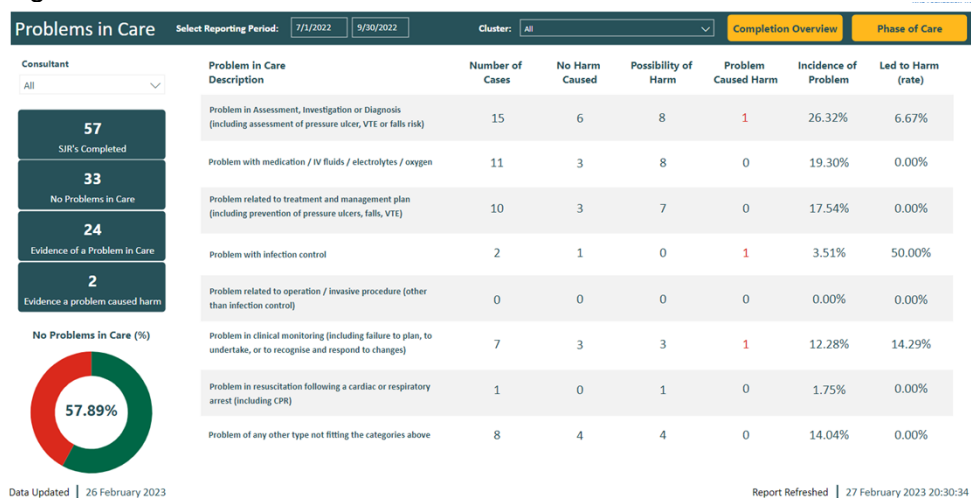 Problems in Care
Select Reporting Period:
7/1/2022
9/30/2022
Cluster:
All
Completion Overview
Phase of Care
Consultant
All
57
SJR's Completed
33
No Problems in Care
24
Evidence of a Problem in Care
2
Evidence a problem caused harm
No Problems in Care (%)
57.89%
Problem in Care Description
Number of Cases
No Harm Caused
Possibility of Harm
Problem Caused Harm
Incidence of Problem
Led to Harm (rate)
Problem in Assessment, Investigation or Diagnosis
(including assessment of pressure ulcer, VTE or falls risk)
15 6 8 1 26.32% 6.67%
Problem with medication / IV fluids / electrolytes / oxygen
11 3 8 0 19.30% 0.00%
Problem related to treatment and management plan
(including prevention of pressure ulcers, falls, VTE)
10 3 7 0 17.54% 0.00%
Problem with infection control
2 1 0 1 3.51% 50.00%
Problem related to operation / invasive procedure (other
than infection control)
0 0 0 0 0.00% 0.00%
Problem in clinical monitoring (including failure to plan, to
undertake, or to recognise and respond to changes)
7 3 3 1 12.28% 14.29%
Problem in resuscitation following a cardiac or respiratory
arrest (including CPR)
1 0 1 0 1.75% 0.00%
Problem of any other type not fitting the categories above
8 4 4 0 14.04% 0.00%
Data Updated | 26 February 2023
Report Refreshed | 27 February 2023 20:30:34